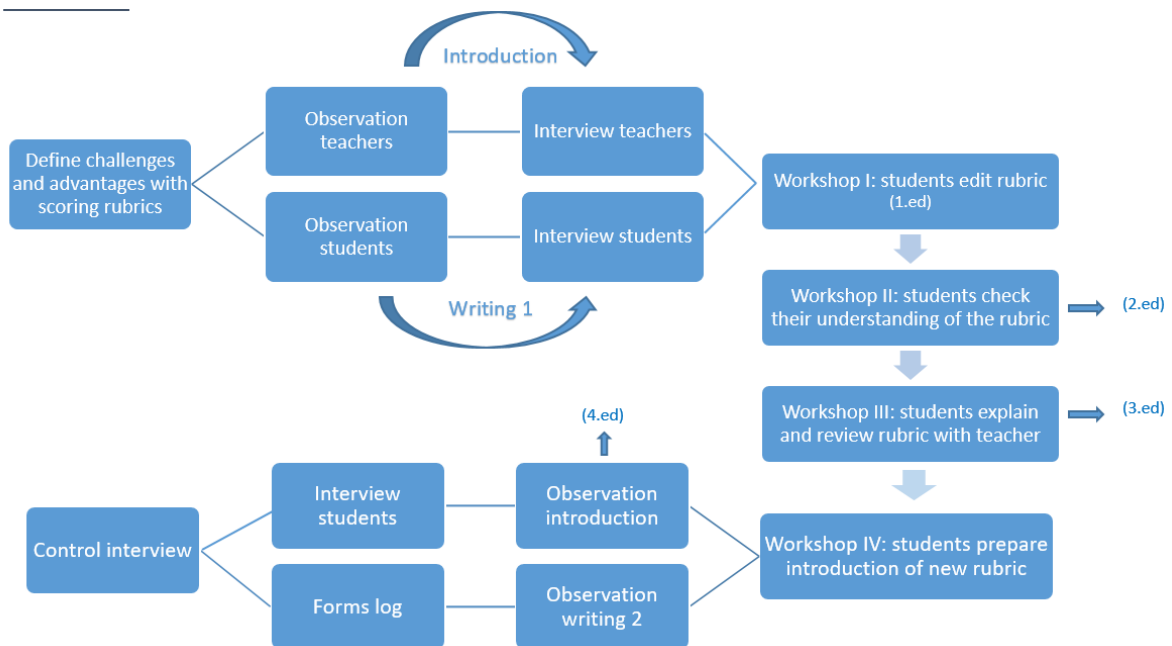 Introduction
Observation
teachers
Interview teachers
Define challenges
and advantages with
scoring rubrics
Observation
students
Interview students
Writing 1
Workshop I: students edit rubric
(1.ed)
Workshop II: students check
their understanding of the rubric
(2.ed)
Workshop III: students explain
and review rubric with teacher
(3.ed)
Workshop IV: students prepare
introduction of new rubric
(4.ed)
Observation
introduction
Observation
writing 2
Interview
students
Forms log
Control interview